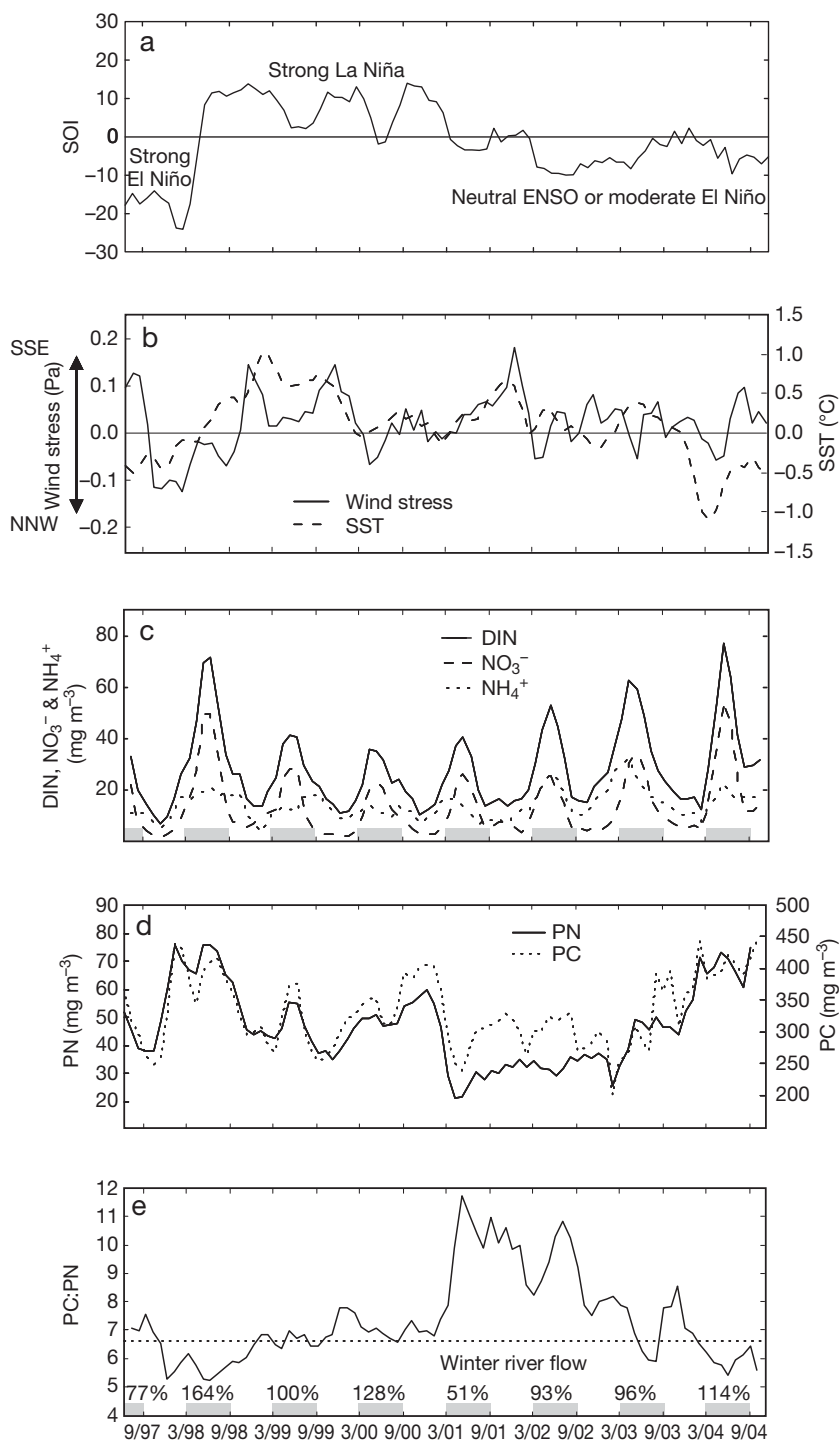 a
30
20
10
0
−10
−20
−30
SOI
Strong La Niña
Strong
El Niño
Neutral ENSO or moderate El Niño
b
SSE
NNW
Wind stress (Pa)
0.2
0.1
0.0
−0.1
−0.2
Wind stress
SST
1.5
1.0
0.5
0.0
−0.5
−1.0
−1.5
SST (°C)
c
80
60
40
20
DIN, NO₃⁻ & NH₄⁺
(mg m⁻³)
DIN
NO₃⁻
NH₄⁺
d
90
80
70
60
50
40
30
20
PN (mg m⁻³)
PN
PC
500
450
400
350
300
250
200
PC (mg m⁻³)
e
12
11
10
9
8
7
6
5
4
PC:PN
Winter river flow
77% 164% 100% 128% 51% 93% 96% 114%
9/97 3/98 9/98 3/99 9/99 3/00 9/00 3/01 9/01 3/02 9/02 3/03 9/03 3/04 9/04